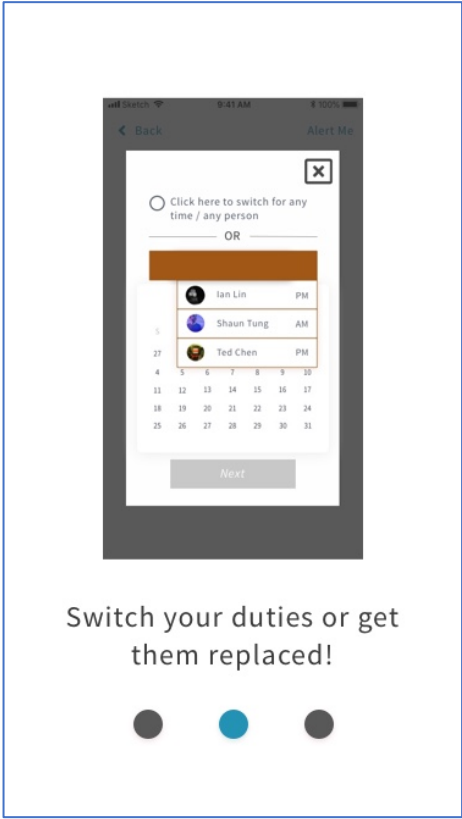 Sketch 9:41 AM 100%
Back Alert Me
Click here to switch for any
time / any person
OR
Ian Lin PM
S
Shaun Tung AM
27
Ted Chen PM
4 5 6 7 8 9 10
11 12 13 14 15 16 17
18 19 20 21 22 23 24
25 26 27 28 29 30 31
Next
Switch your duties or get
them replaced!